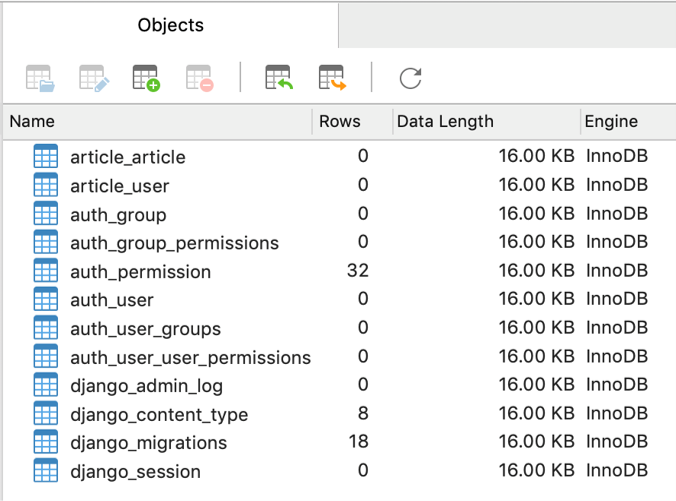 Objects
Name Rows Data Length Engine
article_article 0 16.00 KB InnoDB
article_user 0 16.00 KB InnoDB
auth_group 0 16.00 KB InnoDB
auth_group_permissions 0 16.00 KB InnoDB
auth_permission 32 16.00 KB InnoDB
auth_user 0 16.00 KB InnoDB
auth_user_groups 0 16.00 KB InnoDB
auth_user_user_permissions 0 16.00 KB InnoDB
django_admin_log 0 16.00 KB InnoDB
django_content_type 8 16.00 KB InnoDB
django_migrations 18 16.00 KB InnoDB
django_session 0 16.00 KB InnoDB